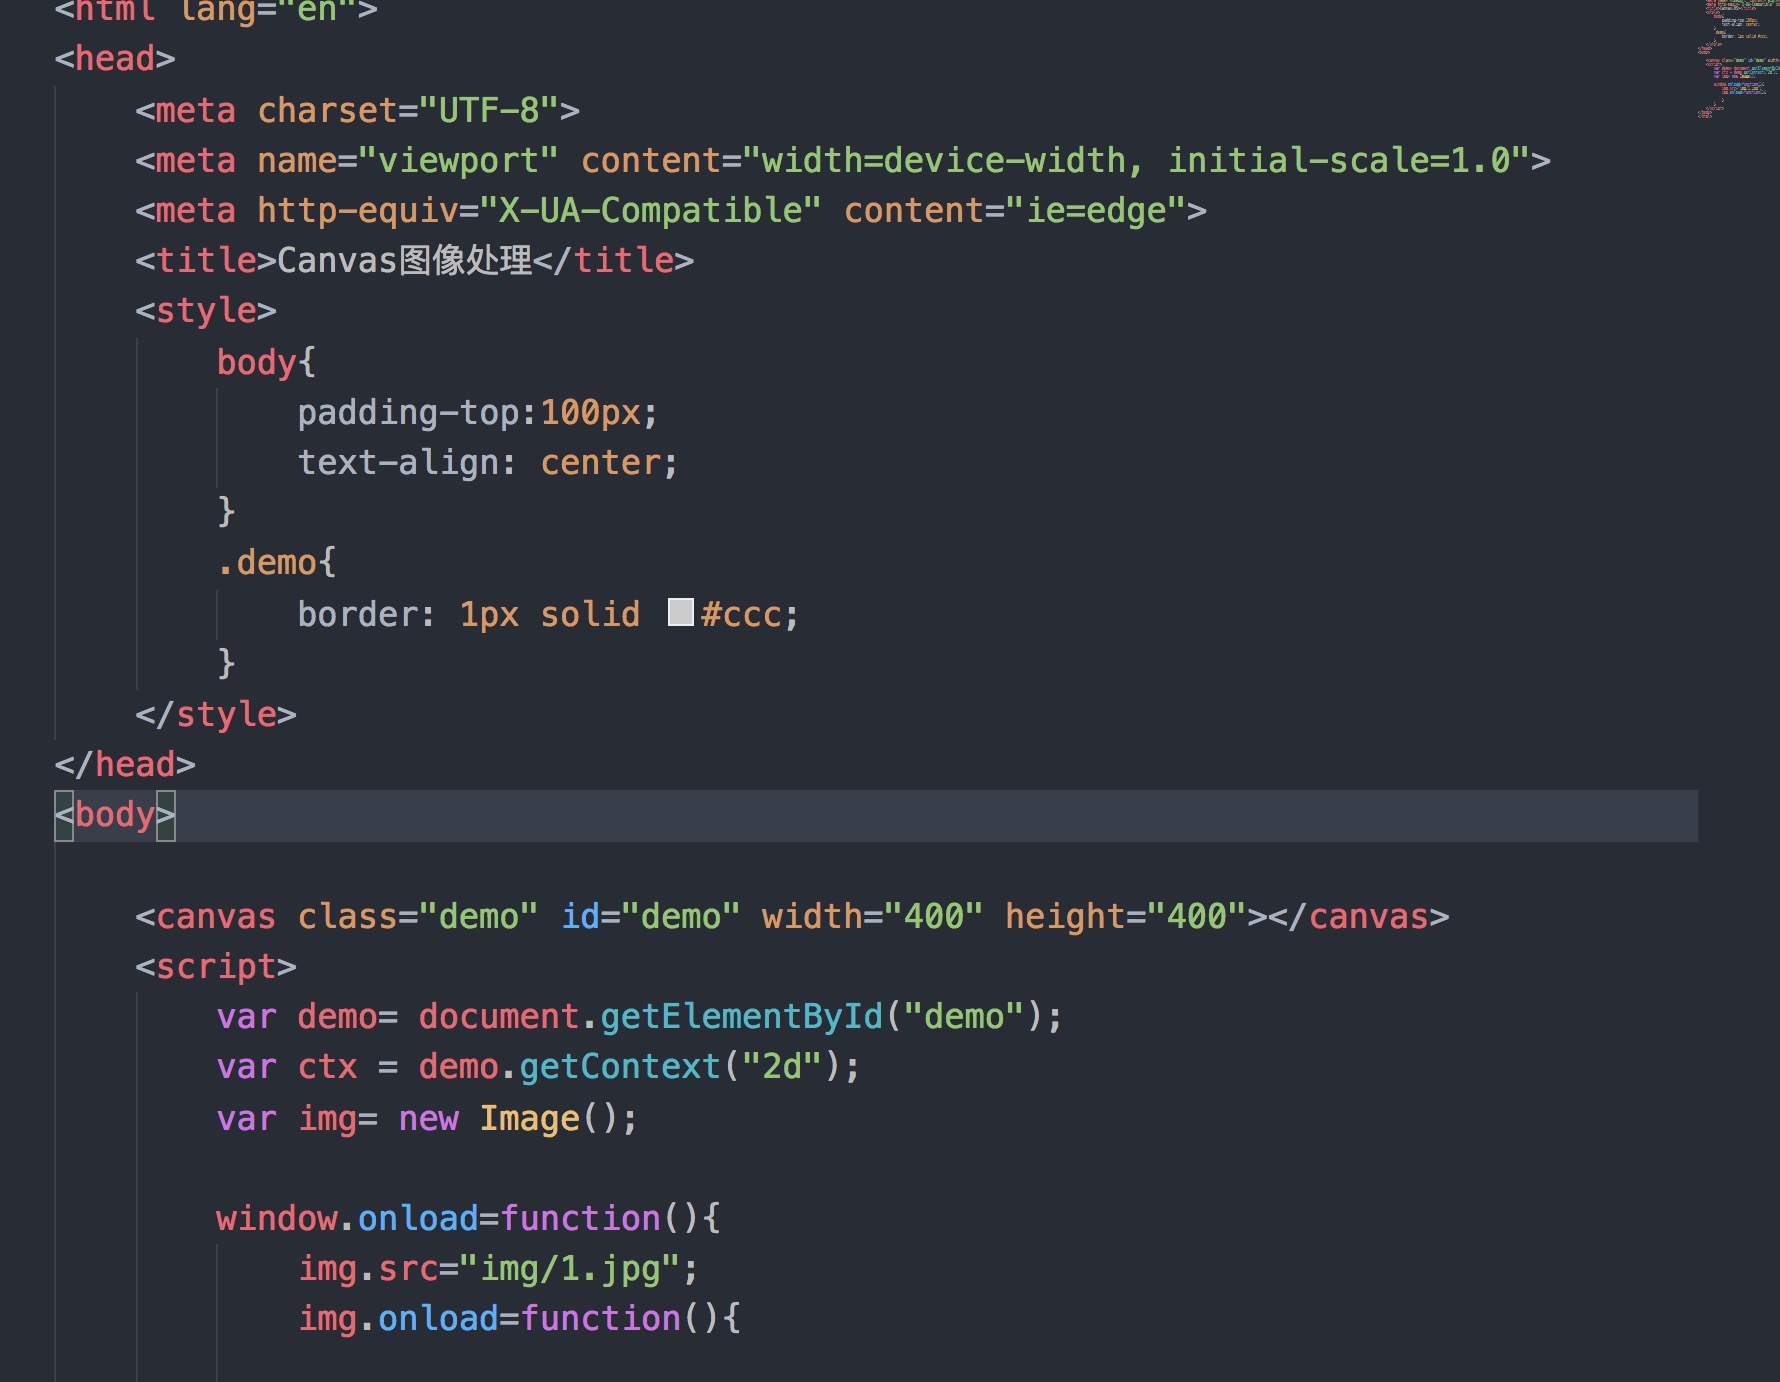 <html lang="en">
<head>
<meta charset="UTF-8">
<meta name="viewport" content="width=device-width, initial-scale=1.0">
<meta http-equiv="X-UA-Compatible" content="ie=edge">
<title>Canvas图像处理</title>
<style>
body{
padding-top:100px;
text-align: center;
}
.demo{
border: 1px solid #ccc;
}
</style>
</head>
<body>
<canvas class="demo" id="demo" width="400" height="400"></canvas>
<script>
var demo= document.getElementById("demo");
var ctx = demo.getContext("2d");
var img= new Image();
window.onload=function(){
img.src="img/1.jpg";
img.onload=function(){